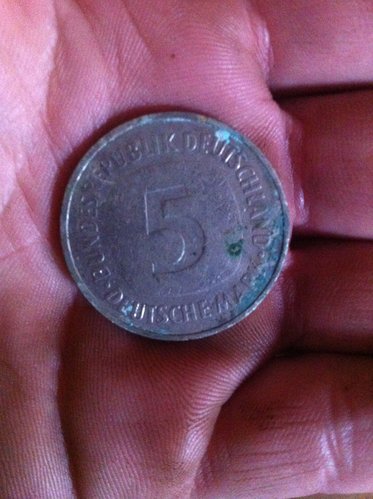 BUNDESREPUBLIK DEUTSCHLAND
5
DEUTSCHE MARK